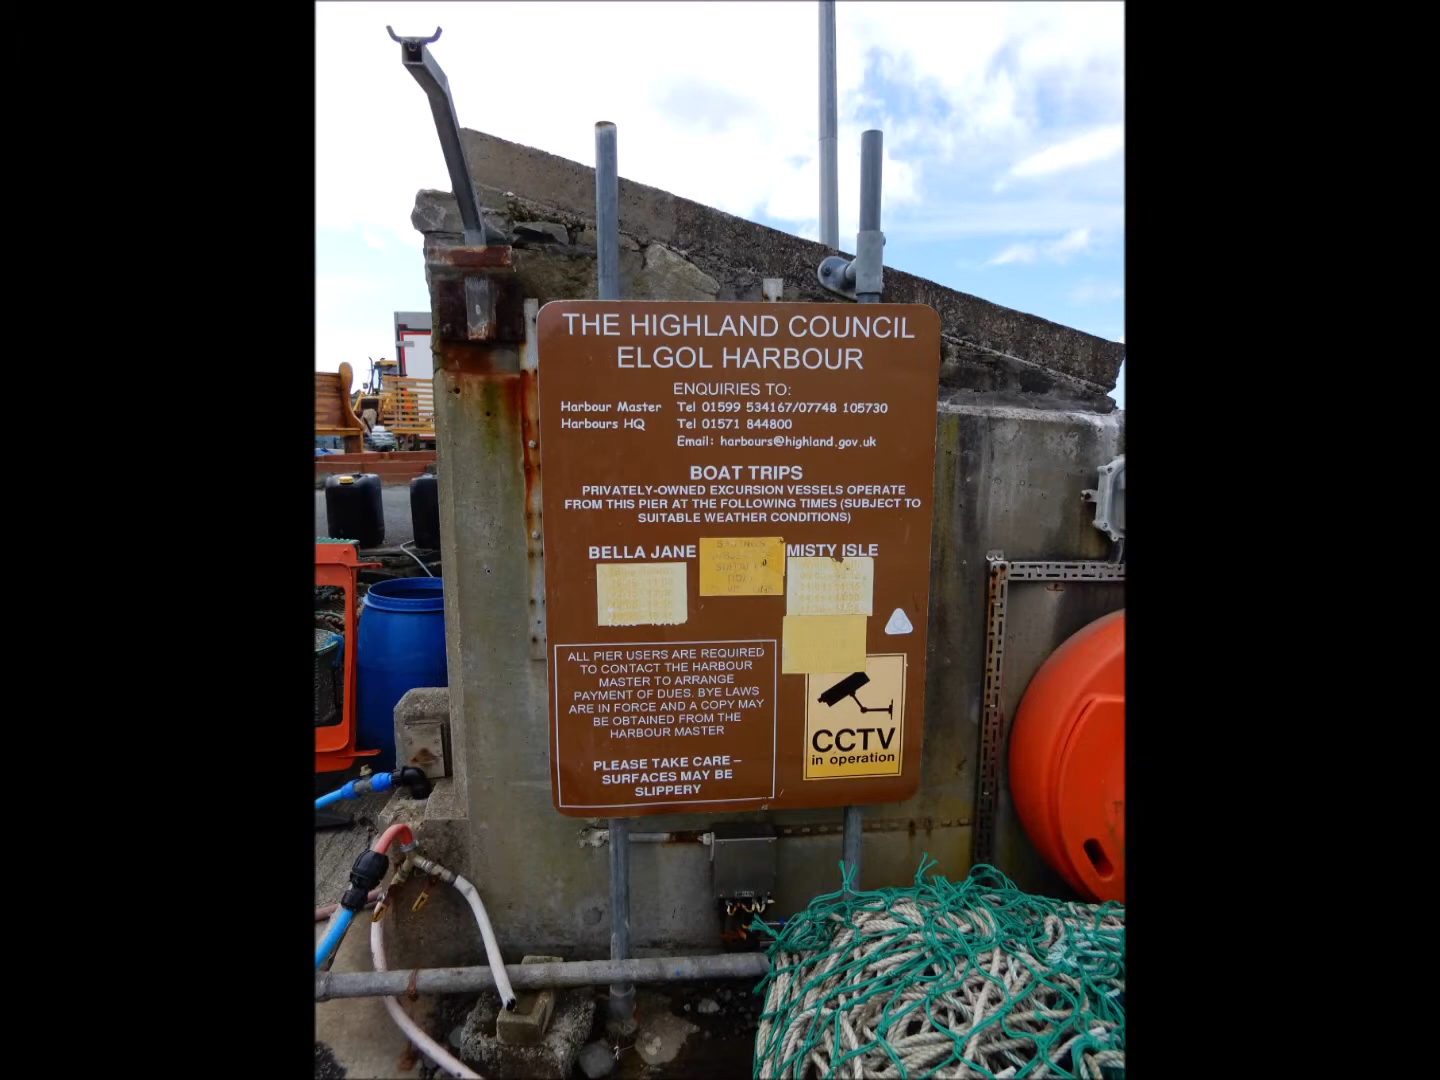 THE HIGHLAND COUNCIL
ELGOL HARBOUR
ENQUIRIES TO:
Harbour Master Tel 01599 534167/07748 105730
Harbours HQ Tel 01571 844800
Email: harbours@highland.gov.uk
BOAT TRIPS
PRIVATELY-OWNED EXCURSION VESSELS OPERATE
FROM THIS PIER AT THE FOLLOWING TIMES (SUBJECT TO
SUITABLE WEATHER CONDITIONS)
BELLA JANE
MISTY ISLE
ALL PIER USERS ARE REQUIRED
TO CONTACT THE HARBOUR
MASTER TO ARRANGE
PAYMENT OF DUES. BYE LAWS
ARE IN FORCE AND A COPY MAY
BE OBTAINED FROM THE
HARBOUR MASTER
PLEASE TAKE CARE –
SURFACES MAY BE
SLIPPERY
CCTV
in operation